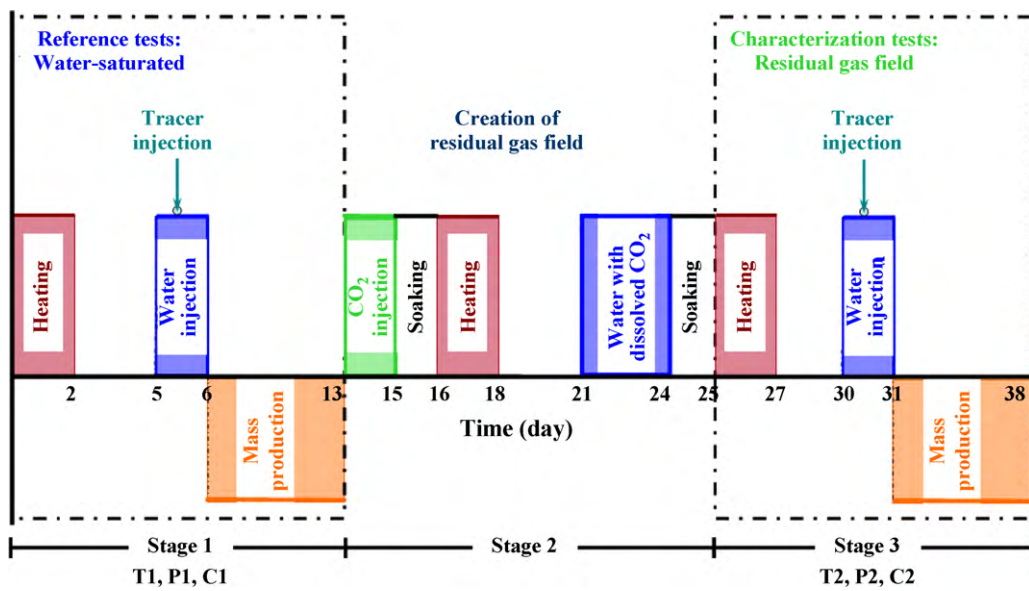 Reference tests:
Water-saturated
Characterization tests:
Residual gas field
Tracer
injection
Creation of
residual gas field
Tracer
injection
Heating
Water
injection
CO2
injection
Soaking
Heating
Water with
dissolved CO2
Soaking
Heating
Water
injection
2 5 6 13 15 16 18 21 24 25 27 30 31 38
Time (day)
Mass
production
Mass
production
Stage 1 Stage 2 Stage 3
T1, P1, C1 T2, P2, C2